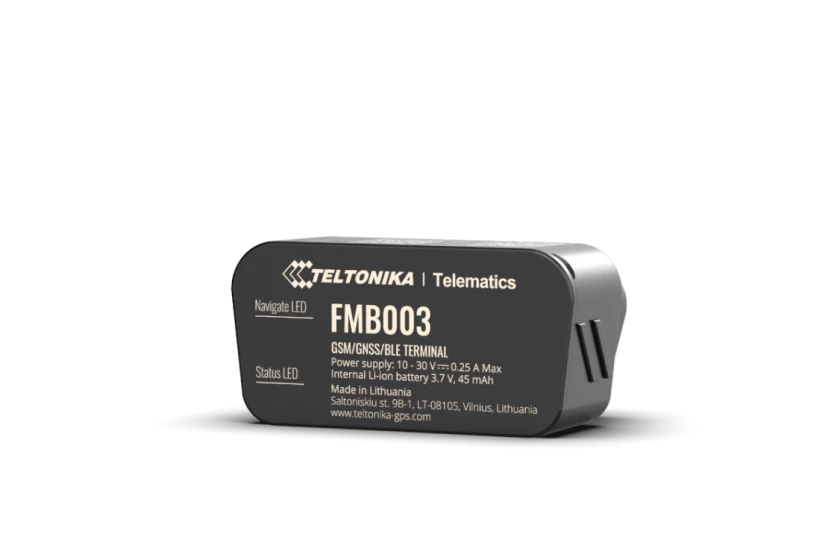 TELTONIKA | Telematics
Navigate LED
FMB003
GSM/GNSS/BLE TERMINAL
Power supply: 10 - 30 V⎓0.25 A Max
Status LED
Internal Li-ion battery 3.7 V, 45 mAh
Made in Lithuania
Saltoniskiu st. 9B-1, LT-08105, Vilnius, Lithuania
www.teltonika-gps.com